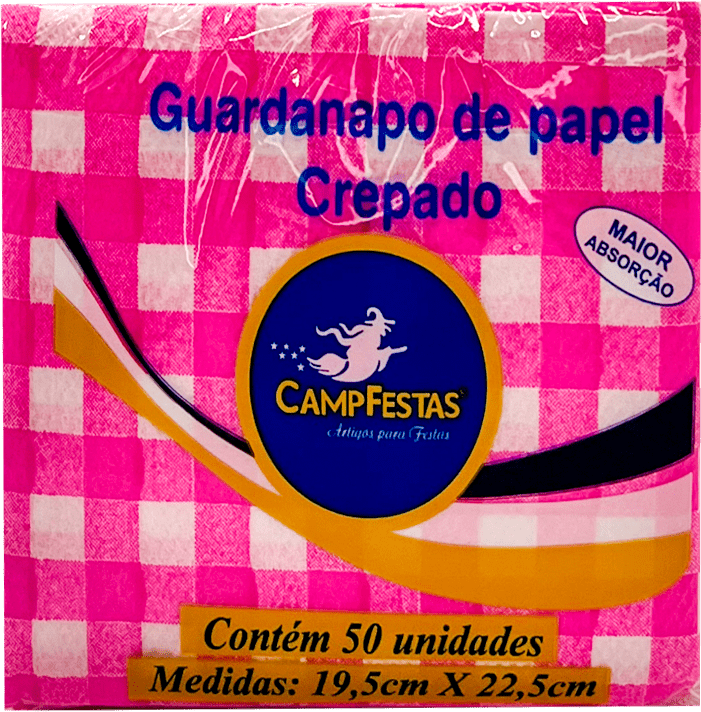 Guardanapo de papel
Crepado
MAIOR
ABSORÇÃO
CAMPFESTAS
Artigos para Festas
Contém 50 unidades
Medidas: 19,5cm X 22,5cm